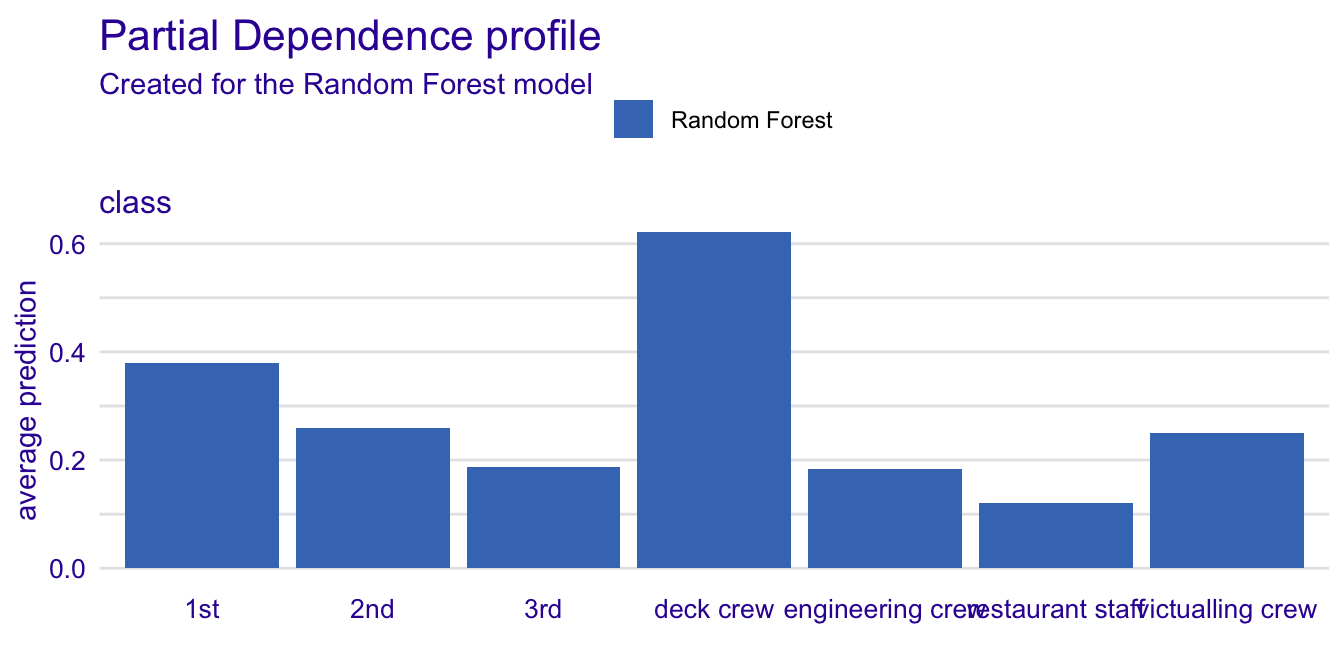 Partial Dependence profile
Created for the Random Forest model
Random Forest
class
average prediction
0.6
0.4
0.2
0.0
1st
2nd
3rd
deck crew
engineering crew
restaurant staff
victualling crew